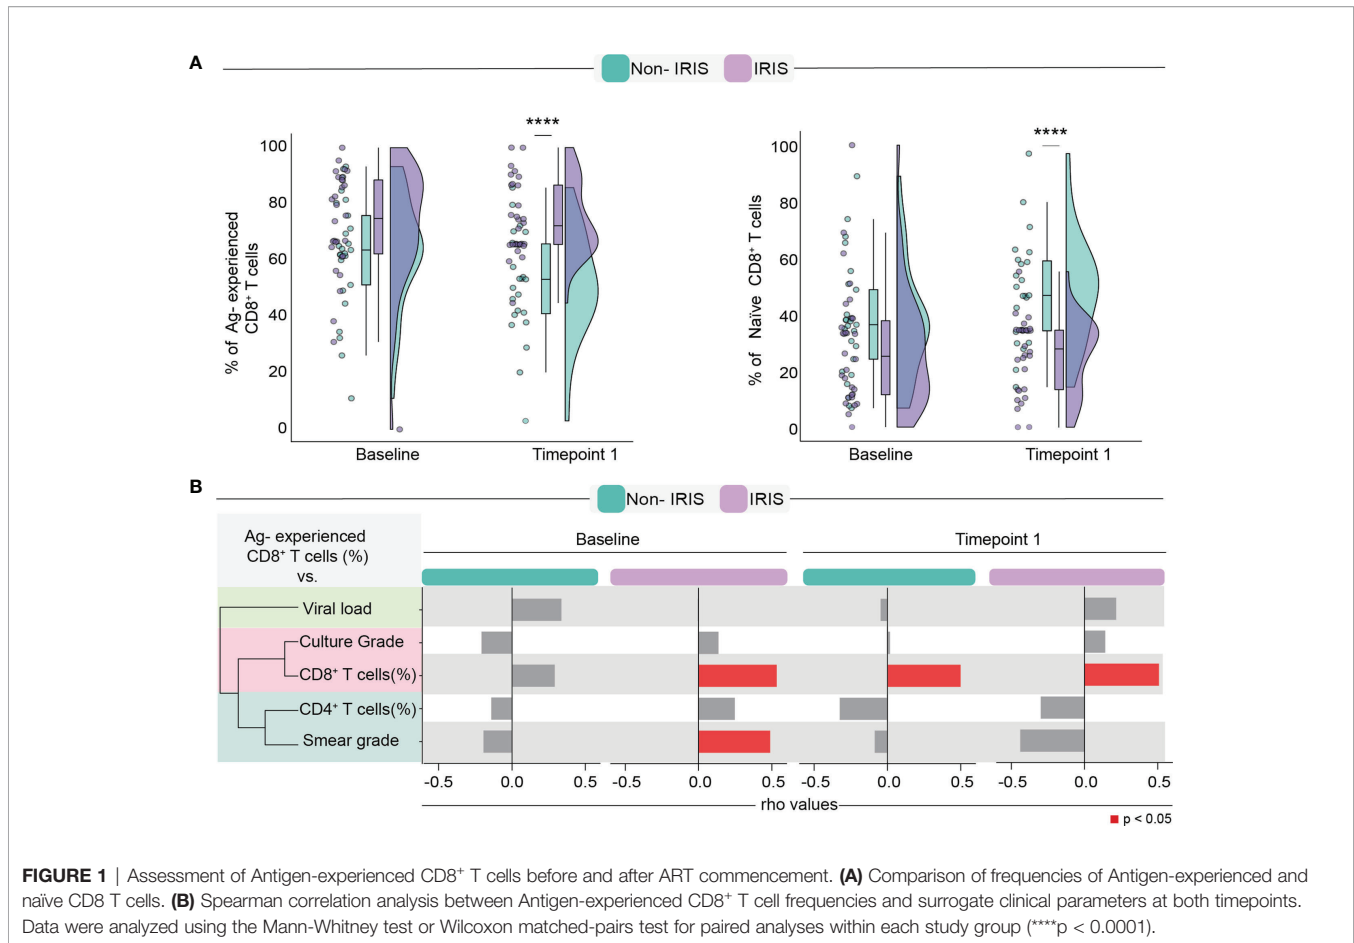 A
Non- IRIS IRIS
****
100
80
60
40
20
0
% of Ag- experienced
CD8⁺ T cells
Baseline Timepoint 1
****
100
80
60
40
20
0
% of Naïve CD8⁺ T cells
Baseline Timepoint 1
B
Non- IRIS IRIS
Ag- experienced
CD8⁺ T cells (%)
vs.
Baseline Timepoint 1
Viral load
Culture Grade
CD8⁺ T cells(%)
CD4⁺ T cells(%)
Smear grade
-0.5 0.0 0.5 -0.5 0.0 0.5 -0.5 0.0 0.5 -0.5 0.0 0.5
rho values
p < 0.05
FIGURE 1 | Assessment of Antigen-experienced CD8⁺ T cells before and after ART commencement. (A) Comparison of frequencies of Antigen-experienced and
naïve CD8 T cells. (B) Spearman correlation analysis between Antigen-experienced CD8⁺ T cell frequencies and surrogate clinical parameters at both timepoints.
Data were analyzed using the Mann-Whitney test or Wilcoxon matched-pairs test for paired analyses within each study group (****p < 0.0001).